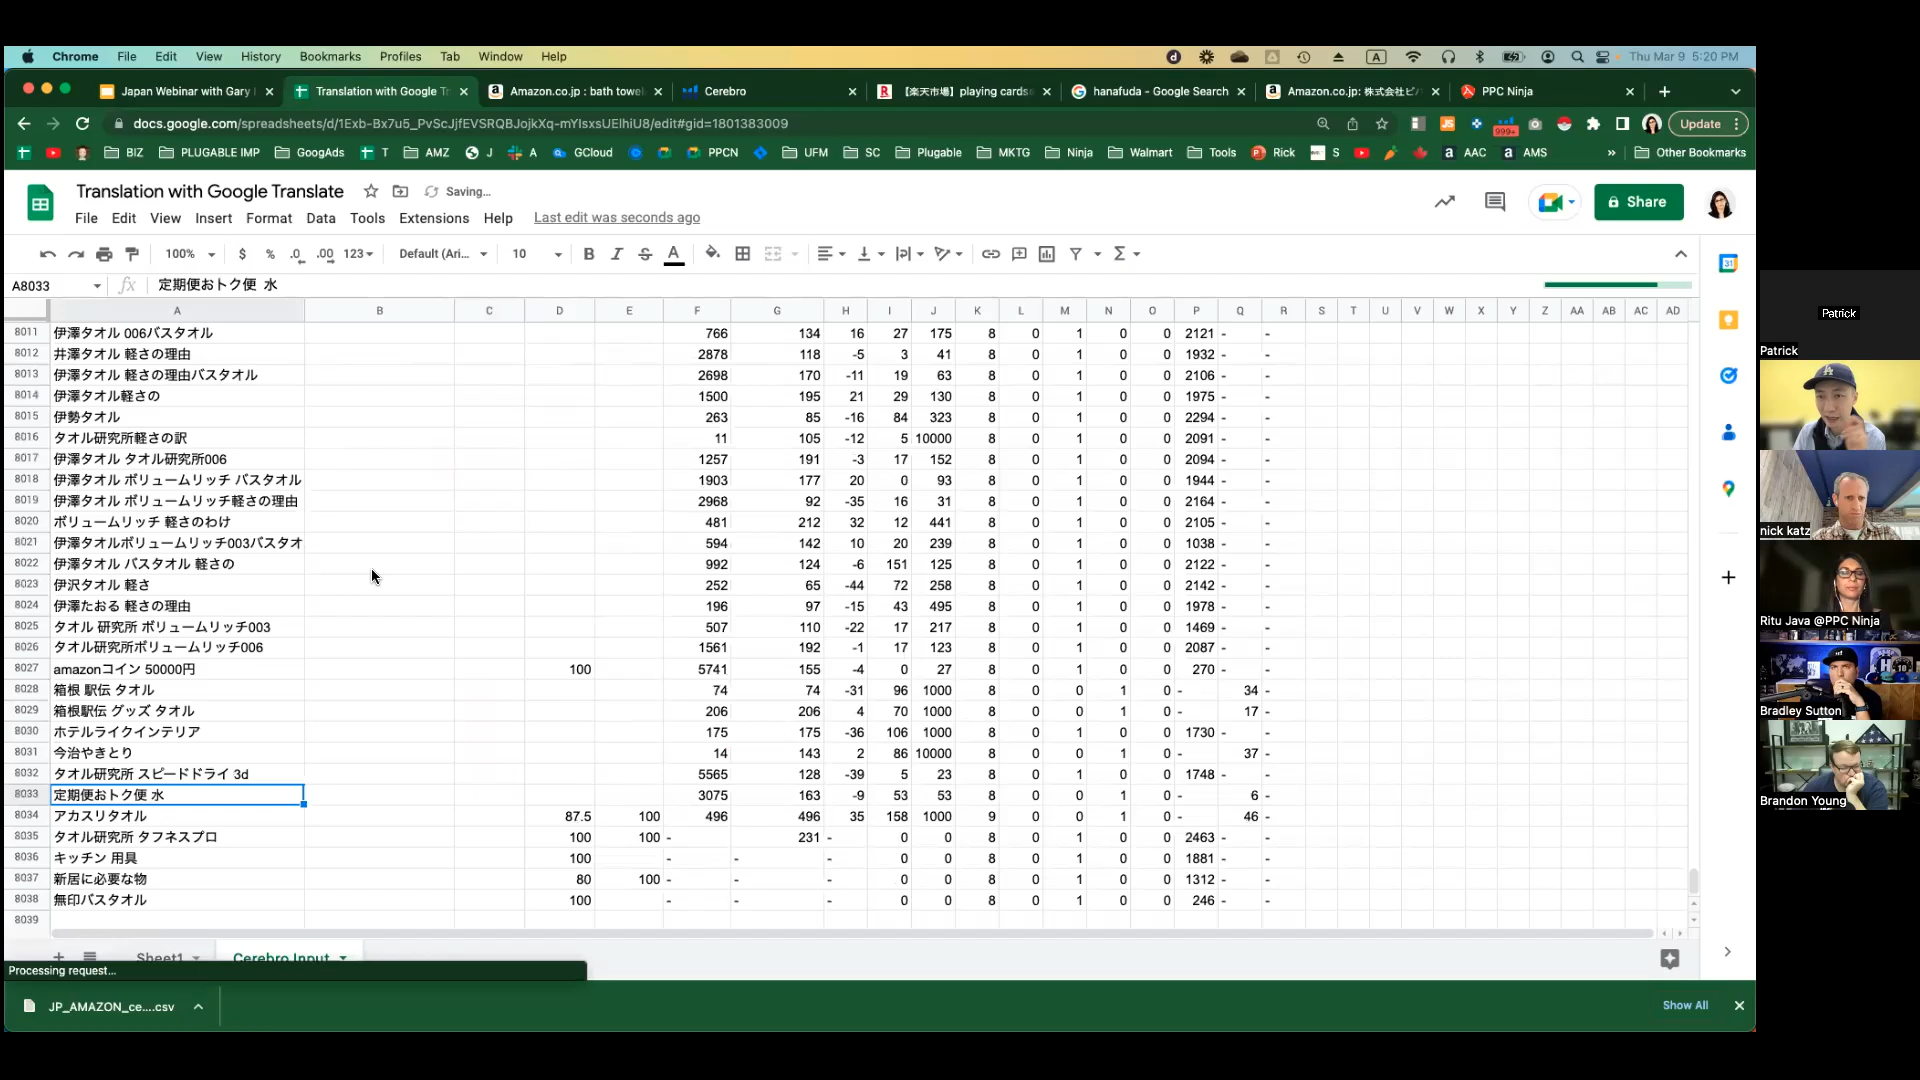 Chrome File Edit View History Bookmarks Profiles Tab Window Help Thu Mar 9 5:20 PM
Japan Webinar with Gary Translation with Google T Amazon.co.jp : bath towe Cerebro 【楽天市場】playing cards hanafuda - Google Search Amazon.co.jp: 株式会社ビバ PPC Ninja
docs.google.com/spreadsheets/d/1Exb-Bx7u5_PvScJjfEVSRQBJojkXq-mYIsxsUElhiU8/edit#gid=1801383009 999+ Update
BIZ PLUGABLE IMP GoogAds T AMZ J A GCloud PPCN UFM SC Plugable MKTG Ninja Walmart Tools Rick S AAC AMS » Other Bookmarks
Translation with Google Translate Saving...
File Edit View Insert Format Data Tools Extensions Help Last edit was seconds ago
Share
100% $ % .0 .00 123 Default (Ari... 10 B I S A
A8033 fx 定期便おトク便 水
A B C D E F G H I J K L M N O P Q R S T U V W X Y Z AA AB AC AD
8011 伊澤タオル 006バスタオル 766 134 16 27 175 8 0 1 0 0 2121 - -
8012 井澤タオル 軽さの理由 2878 118 -5 3 41 8 0 1 0 0 1932 - -
8013 伊澤タオル 軽さの理由バスタオル 2698 170 -11 19 63 8 0 1 0 0 2106 - -
8014 伊澤タオル軽さの 1500 195 21 29 130 8 0 1 0 0 1975 - -
8015 伊勢タオル 263 85 -16 84 323 8 0 1 0 0 2294 - -
8016 タオル研究所軽さの訳 11 105 -12 5 10000 8 0 1 0 0 2091 - -
8017 伊澤タオル タオル研究所006 1257 191 -3 17 152 8 0 1 0 0 2094 - -
8018 伊澤タオル ボリュームリッチ バスタオル 1903 177 20 0 93 8 0 1 0 0 1944 - -
8019 伊澤タオル ボリュームリッチ軽さの理由 2968 92 -35 16 31 8 0 1 0 0 2164 - -
8020 ボリュームリッチ 軽さのわけ 481 212 32 12 441 8 0 1 0 0 2105 - -
8021 伊澤タオルボリュームリッチ003バスタオ 594 142 10 20 239 8 0 1 0 0 1038 - -
8022 伊澤タオル バスタオル 軽さの 992 124 -6 151 125 8 0 1 0 0 2122 - -
8023 伊沢タオル 軽さ 252 65 -44 72 258 8 0 1 0 0 2142 - -
8024 伊澤たおる 軽さの理由 196 97 -15 43 495 8 0 1 0 0 1978 - -
8025 タオル 研究所 ボリュームリッチ003 507 110 -22 17 217 8 0 1 0 0 1469 - -
8026 タオル研究所ボリュームリッチ006 1561 192 -1 17 123 8 0 1 0 0 2087 - -
8027 amazonコイン 50000円 100 5741 155 -4 0 27 8 0 1 0 0 270 - -
8028 箱根 駅伝 タオル 74 74 -31 96 1000 8 0 0 1 0 - 34 -
8029 箱根駅伝 グッズ タオル 206 206 4 70 1000 8 0 0 1 0 - 17 -
8030 ホテルライクインテリア 175 175 -36 106 1000 8 0 1 0 0 1730 - -
8031 今治やきとり 14 143 2 86 10000 8 0 0 1 0 - 37 -
8032 タオル研究所 スピードドライ 3d 5565 128 -39 5 23 8 0 1 0 0 1748 - -
8033 定期便おトク便 水 3075 163 -9 53 53 8 0 0 1 0 - 6 -
8034 アカスリタオル 87.5 100 496 496 35 158 1000 9 0 0 1 0 - 46 -
8035 タオル研究所 タフネスプロ 100 100 - 231 - 0 0 8 0 1 0 0 2463 - -
8036 キッチン 用具 100 - - - 0 0 8 0 1 0 0 1881 - -
8037 新居に必要な物 80 100 - - - 0 0 8 0 1 0 0 1312 - -
8038 無印バスタオル 100 - - - 0 0 8 0 1 0 0 246 - -
8039
Sheet1 Cerebro Input
Processing request...
JP_AMAZON_ce....csv Show All
Patrick
Patrick
nick katz
Ritu Java @PPC Ninja
Bradley Sutton
Brandon Young